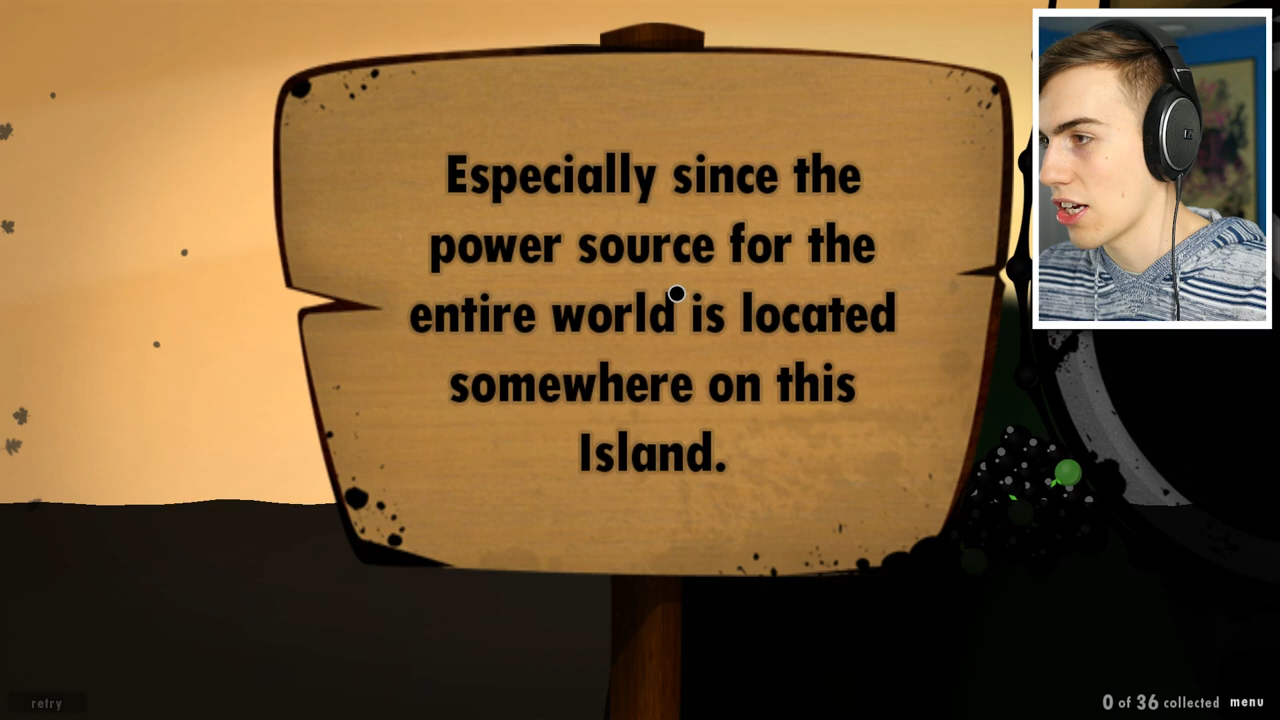 Especially since the
power source for the
entire world is located
somewhere on this
Island.
retry
0 of 36 collected menu